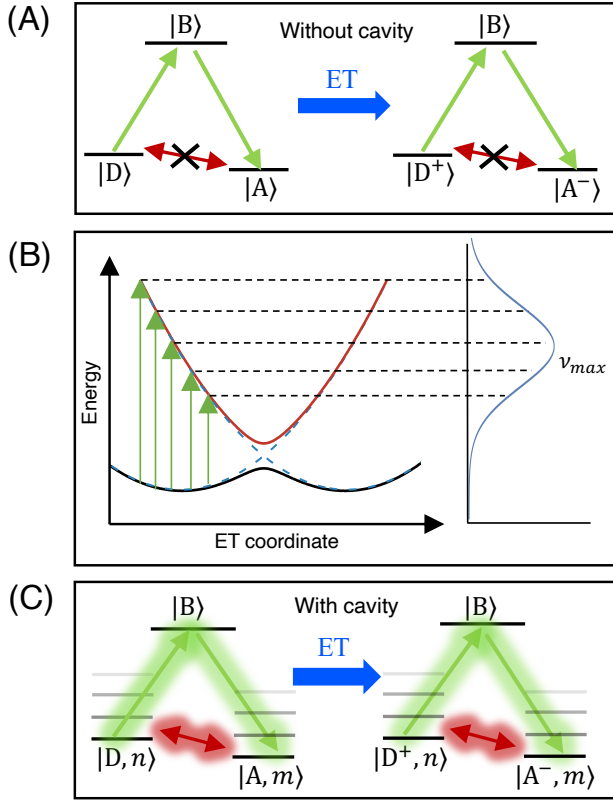 (A)
Without cavity
|B⟩
|B⟩
ET
|D⟩
|A⟩
|D⁺⟩
|A⁻⟩
(B)
Energy
ET coordinate
ν_max
(C)
With cavity
|B⟩
|B⟩
ET
|D, n⟩
|A, m⟩
|D⁺, n⟩
|A⁻, m⟩